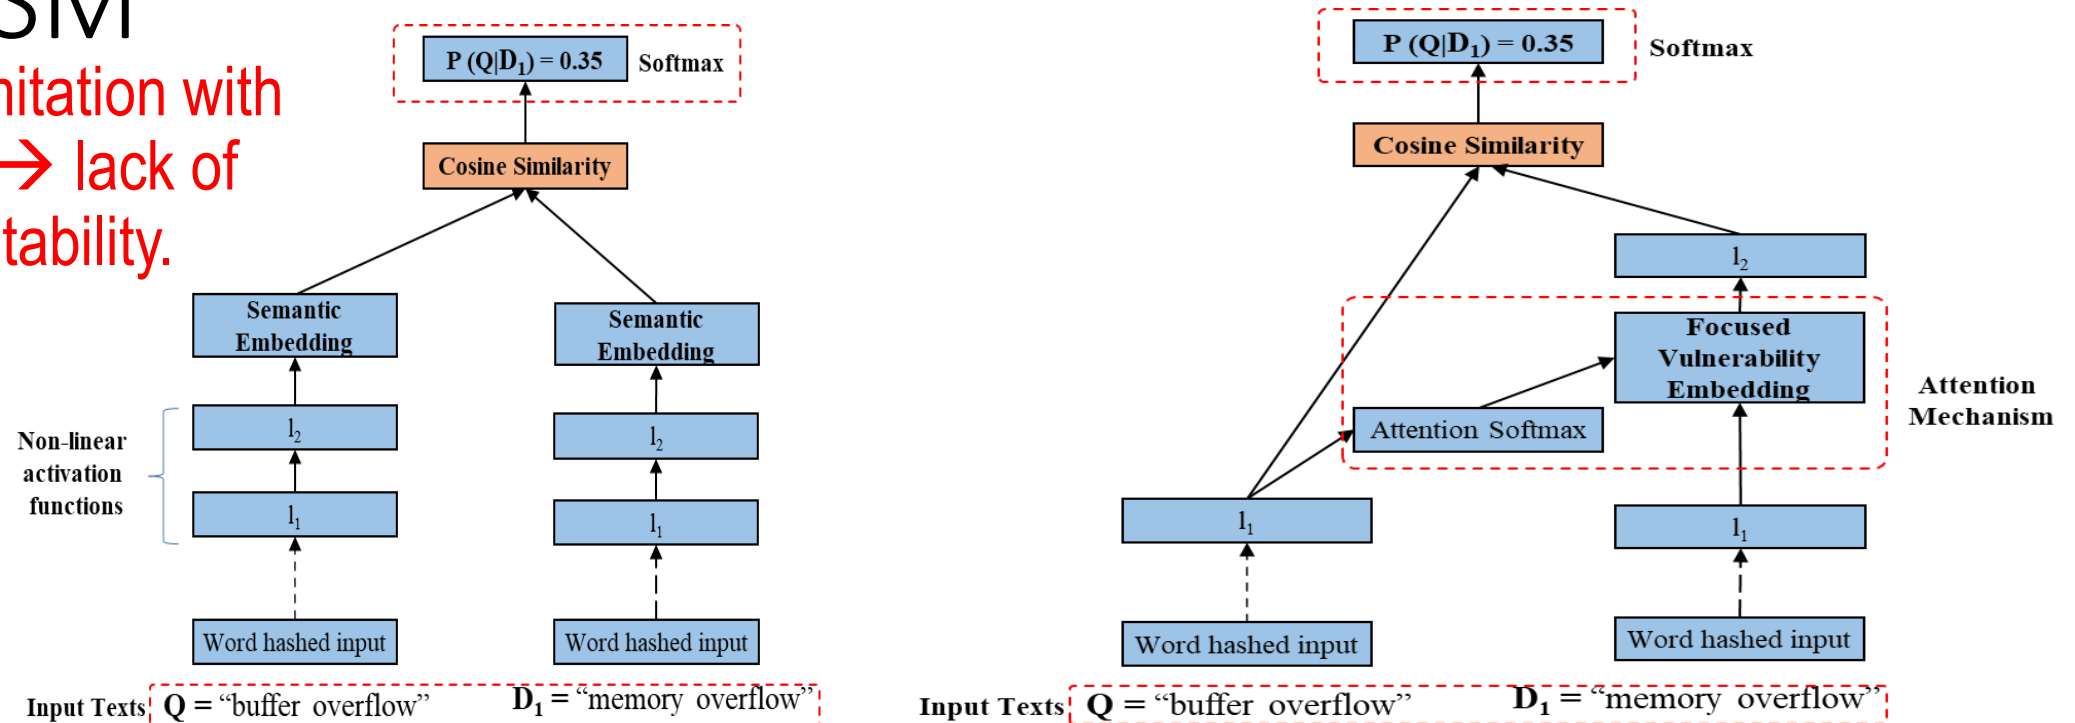 SM
nitation with
→ lack of
tability.
P (Q|D₁) = 0.35
Softmax
Cosine Similarity
Semantic
Embedding
Semantic
Embedding
Non-linear
activation
functions
l₂
l₁
l₂
l₁
Word hashed input
Word hashed input
Input Texts
Q = “buffer overflow”
D₁ = “memory overflow”
P (Q|D₁) = 0.35
Softmax
Cosine Similarity
l₂
Focused
Vulnerability
Embedding
Attention Softmax
Attention
Mechanism
l₁
l₁
Word hashed input
Word hashed input
Input Texts
Q = “buffer overflow”
D₁ = “memory overflow”